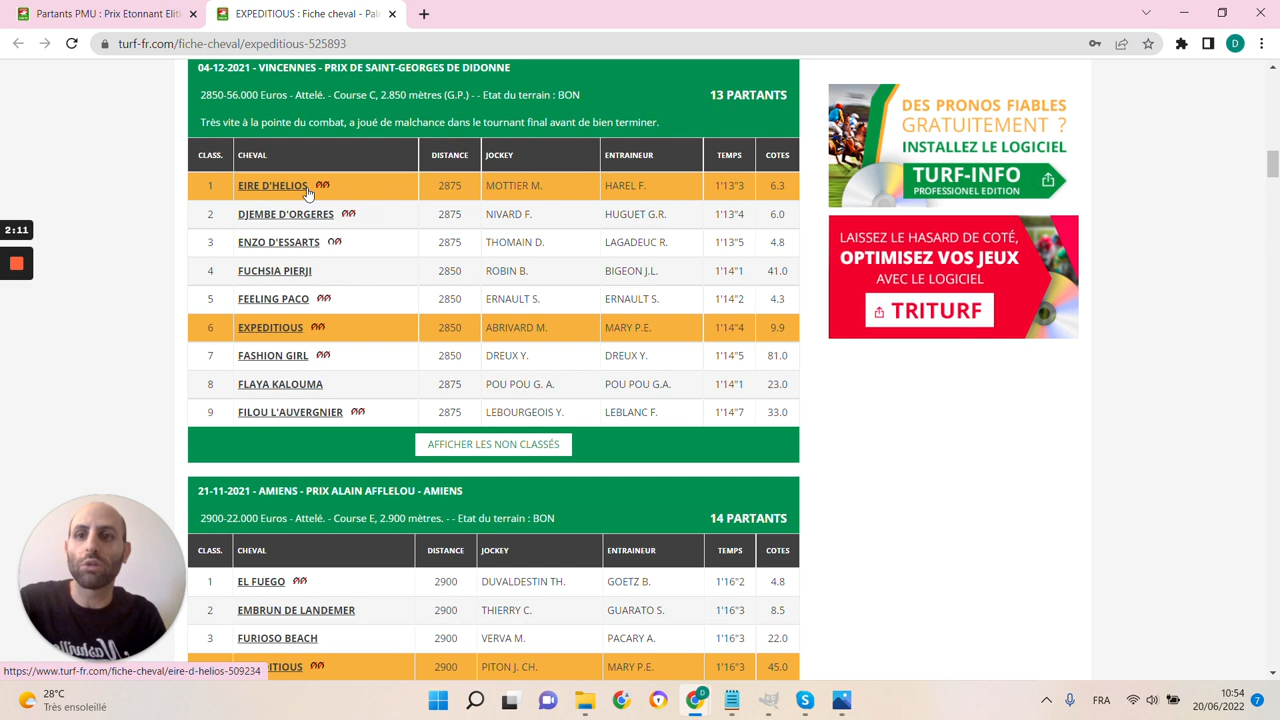 Partants PMU : Prix Etonnant Elit
EXPEDITIOUS : Fiche cheval - Pa
turf-fr.com/fiche-cheval/expeditious-525893
D
04-12-2021 - VINCENNES - PRIX DE SAINT-GEORGES DE DIDONNE
2850-56.000 Euros - Attelé. - Course C, 2.850 mètres (G.P.) - - Etat du terrain : BON
13 PARTANTS
Très vite à la pointe du combat, a joué de malchance dans le tournant final avant de bien terminer.
CLASS. CHEVAL DISTANCE JOCKEY ENTRAINEUR TEMPS COTES
1 EIRE D'HELIOS 2875 MOTTIER M. HAREL F. 1'13"3 6.3
2 DJEMBE D'ORGERES 2875 NIVARD F. HUGUET G.R. 1'13"4 6.0
3 ENZO D'ESSARTS 2875 THOMAIN D. LAGADEUC R. 1'13"5 4.8
4 FUCHSIA PIERJI 2850 ROBIN B. BIGEON J.L. 1'14"1 41.0
5 FEELING PACO 2850 ERNAULT S. ERNAULT S. 1'14"2 4.3
6 EXPEDITIOUS 2850 ABRIVARD M. MARY P.E. 1'14"4 9.9
7 FASHION GIRL 2850 DREUX Y. DREUX Y. 1'14"5 81.0
8 FLAYA KALOUMA 2875 POU POU G. A. POU POU G.A. 1'14"1 23.0
9 FILOU L'AUVERGNIER 2875 LEBOURGEOIS Y. LEBLANC F. 1'14"7 33.0
AFFICHER LES NON CLASSÉS
21-11-2021 - AMIENS - PRIX ALAIN AFFLELOU - AMIENS
2900-22.000 Euros - Attelé. - Course E, 2.900 mètres. - - Etat du terrain : BON
14 PARTANTS
CLASS. CHEVAL DISTANCE JOCKEY ENTRAINEUR TEMPS COTES
1 EL FUEGO 2900 DUVALDESTIN TH. GOETZ B. 1'16"2 4.8
2 EMBRUN DE LANDEMER 2900 THIERRY C. GUARATO S. 1'16"3 8.5
3 FURIOSO BEACH 2900 VERVA M. PACARY A. 1'16"3 22.0
ITIOUS 2900 PITON J. CH. MARY P.E. 1'16"3 45.0
DES PRONOS FIABLES
GRATUITEMENT ?
INSTALLEZ LE LOGICIEL
TURF-INFO
PROFESIONNEL EDITION
LAISSEZ LE HASARD DE COTÉ,
OPTIMISEZ VOS JEUX
AVEC LE LOGICIEL
TRITURF
2:11
Nashville
https://www.turf-fr.com/fiche-cheval/eire-d-helios-509234
28°C
Très ensoleillé
D
FRA
10:54
20/06/2022
7